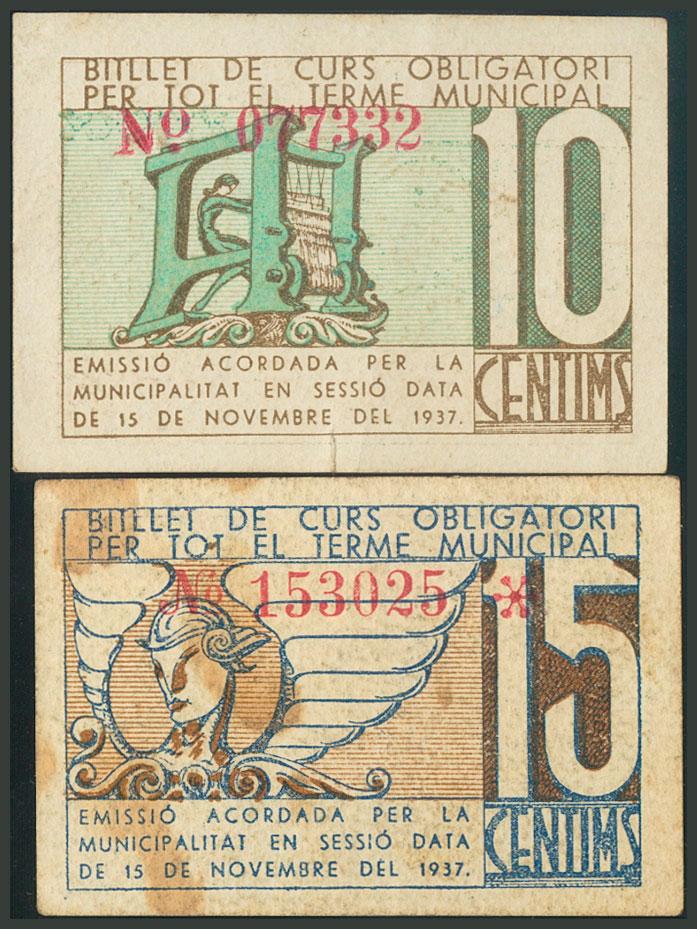 BITLLET DE CURS OBLIGATORI
PER TOT EL TERME MUNICIPAL
Nº 077332
10
EMISSIÓ ACORDADA PER LA
MUNICIPALITAT EN SESSIÓ DATA
DE 15 DE NOVEMBRE DEL 1937.
CÈNTIMS
BITLLET DE CURS OBLIGATORI
PER TOT EL TERME MUNICIPAL
Nº 153025 *
15
EMISSIÓ ACORDADA PER LA
MUNICIPALITAT EN SESSIÓ DATA
DE 15 DE NOVEMBRE DEL 1937.
CÈNTIMS